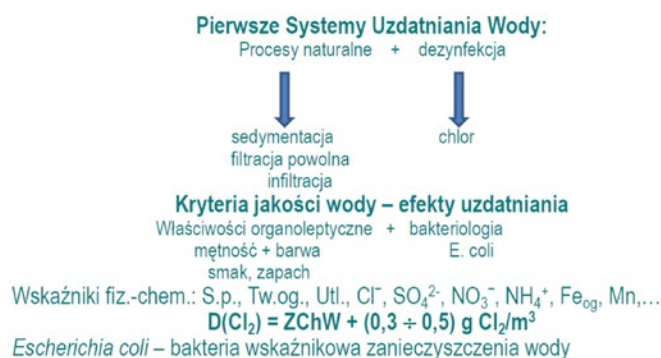 Pierwsze Systemy Uzdatniania Wody:
Procesy naturalne + dezynfekcja
sedymentacja chlor
filtracja powolna
infiltracja
Kryteria jakości wody – efekty uzdatniania
Właściwości organoleptyczne + bakteriologia
mętność + barwa E. coli
smak, zapach
Wskaźniki fiz.-chem.: S.p., Tw.og., Utl., Cl⁻, SO₄²⁻, NO₃⁻, NH₄⁺, Feog, Mn,…
D(Cl₂) = ZChW + (0,3 ÷ 0,5) g Cl₂/m³
Escherichia coli – bakteria wskaźnikowa zanieczyszczenia wody